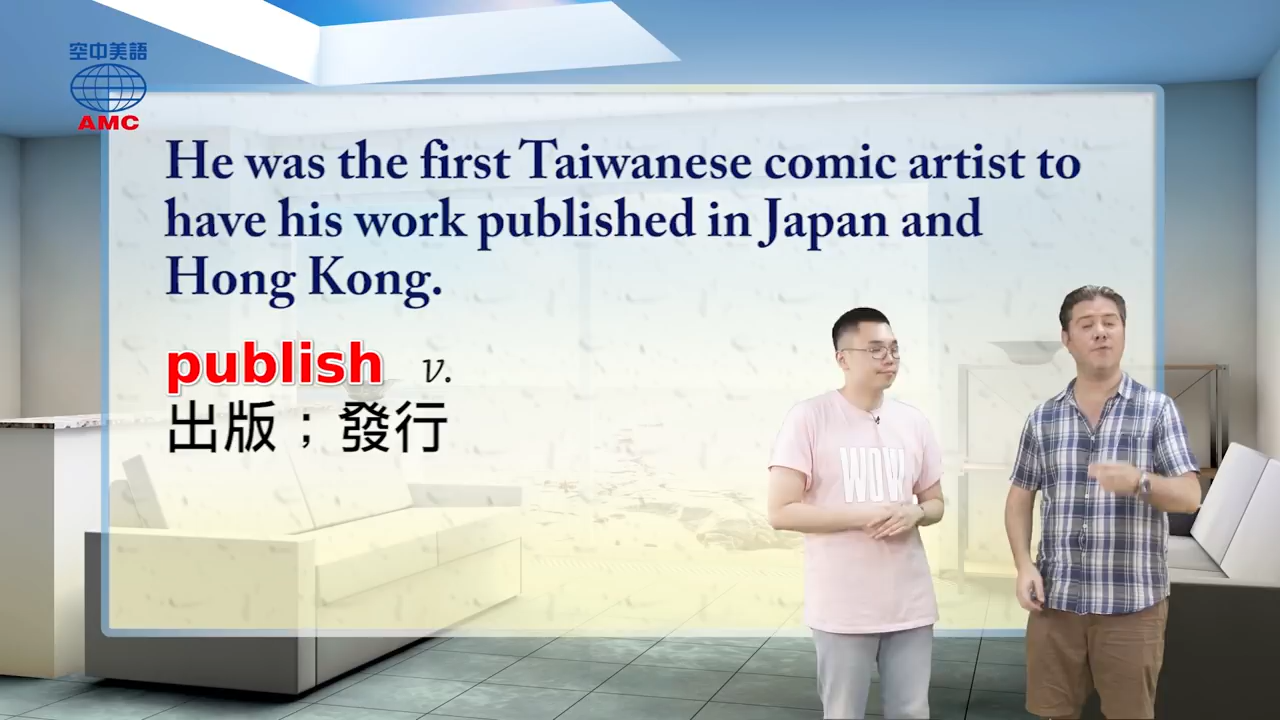 空中美語
AMC
He was the first Taiwanese comic artist to
have his work published in Japan and
Hong Kong.
publish v.
出版；發行
WOW